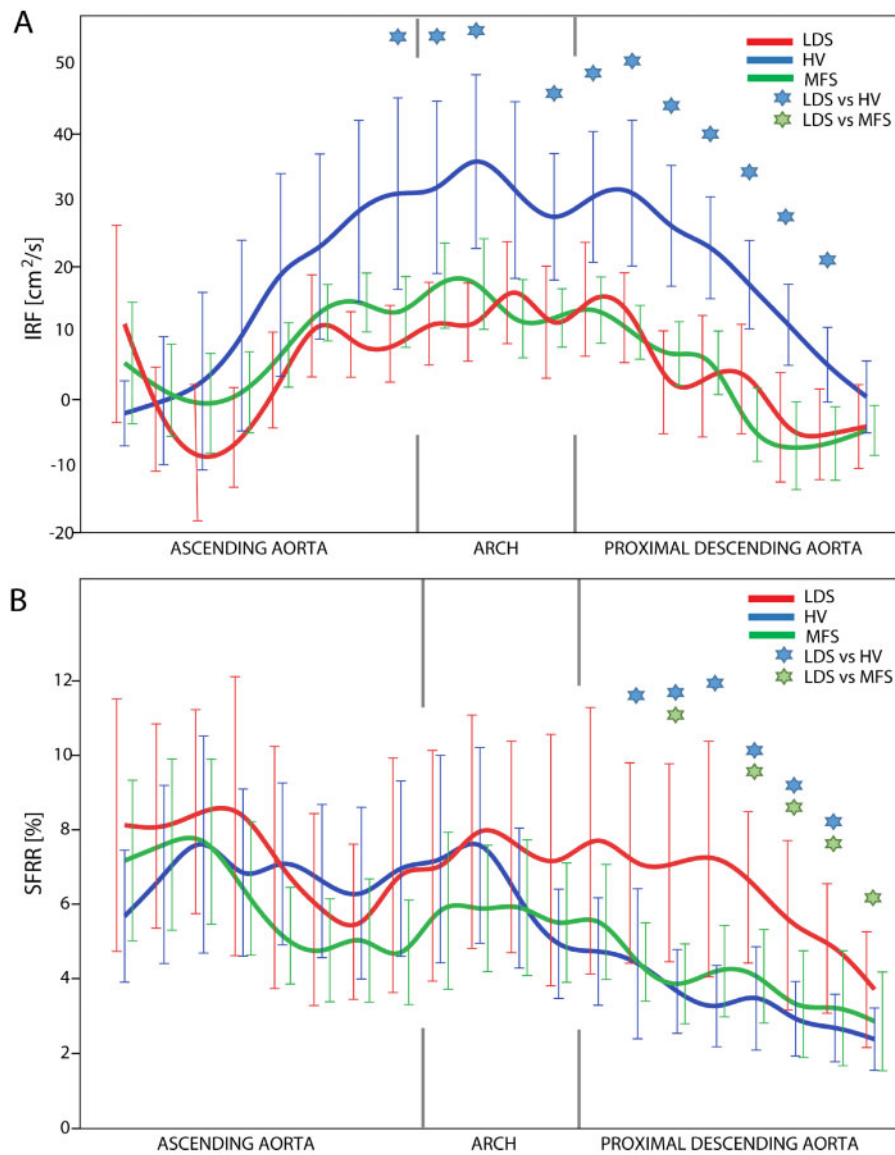 A
IRF [cm²/s]
50
40
30
20
10
0
-10
-20
LDS
HV
MFS
LDS vs HV
LDS vs MFS
ASCENDING AORTA
ARCH
PROXIMAL DESCENDING AORTA
B
SFRR [%]
12
10
8
6
4
2
0
LDS
HV
MFS
LDS vs HV
LDS vs MFS
ASCENDING AORTA
ARCH
PROXIMAL DESCENDING AORTA